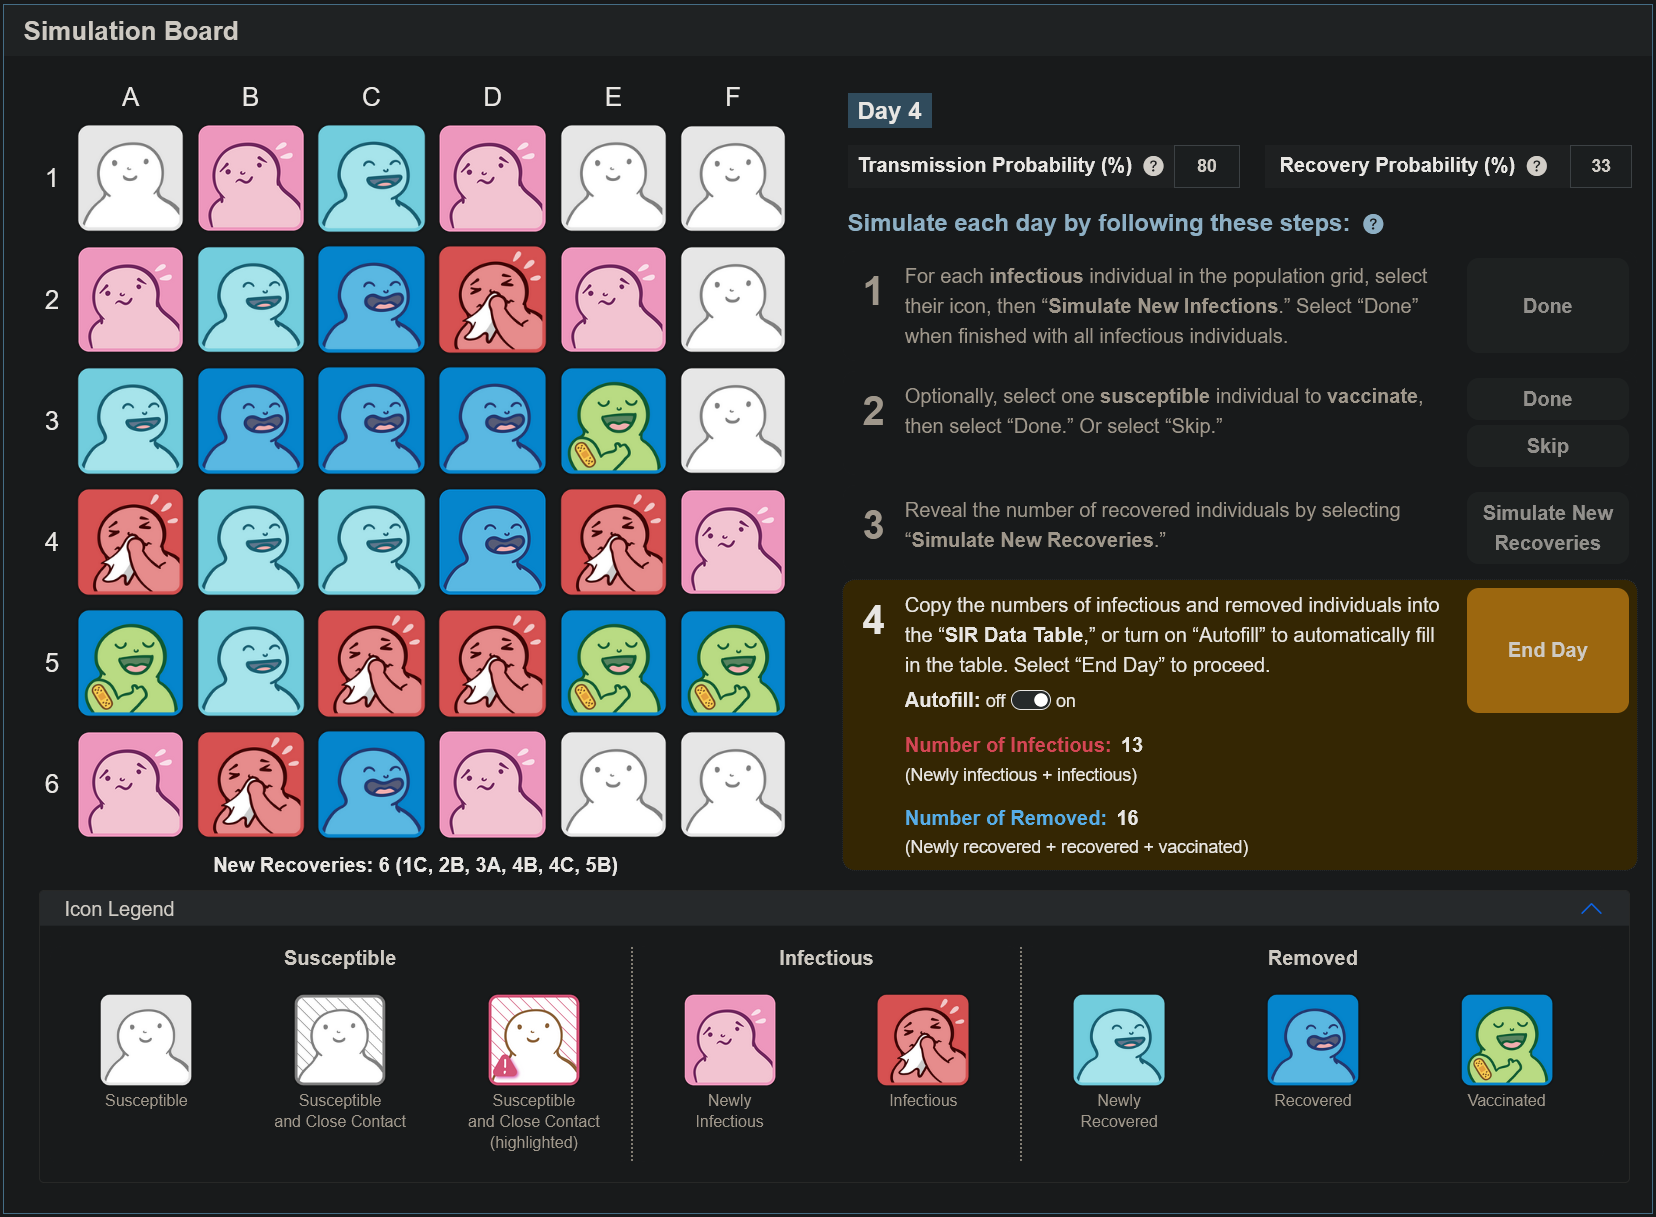 Simulation Board
A B C D E F
1
2
3
4
5
6
New Recoveries: 6 (1C, 2B, 3A, 4B, 4C, 5B)
Day 4
Transmission Probability (%) ? 80
Recovery Probability (%) ? 33
Simulate each day by following these steps: ?
1
For each infectious individual in the population grid, select
their icon, then “Simulate New Infections.” Select “Done”
when finished with all infectious individuals.
Done
2
Optionally, select one susceptible individual to vaccinate,
then select “Done.” Or select “Skip.”
Done
Skip
3
Reveal the number of recovered individuals by selecting
“Simulate New Recoveries.”
Simulate New
Recoveries
4
Copy the numbers of infectious and removed individuals into
the “SIR Data Table,” or turn on “Autofill” to automatically fill
in the table. Select “End Day” to proceed.
Autofill: off on
End Day
Number of Infectious: 13
(Newly infectious + infectious)
Number of Removed: 16
(Newly recovered + recovered + vaccinated)
Icon Legend
Susceptible
Susceptible
Susceptible
and Close Contact
!
Susceptible
and Close Contact
(highlighted)
Infectious
Newly
Infectious
Infectious
Removed
Newly
Recovered
Recovered
Vaccinated